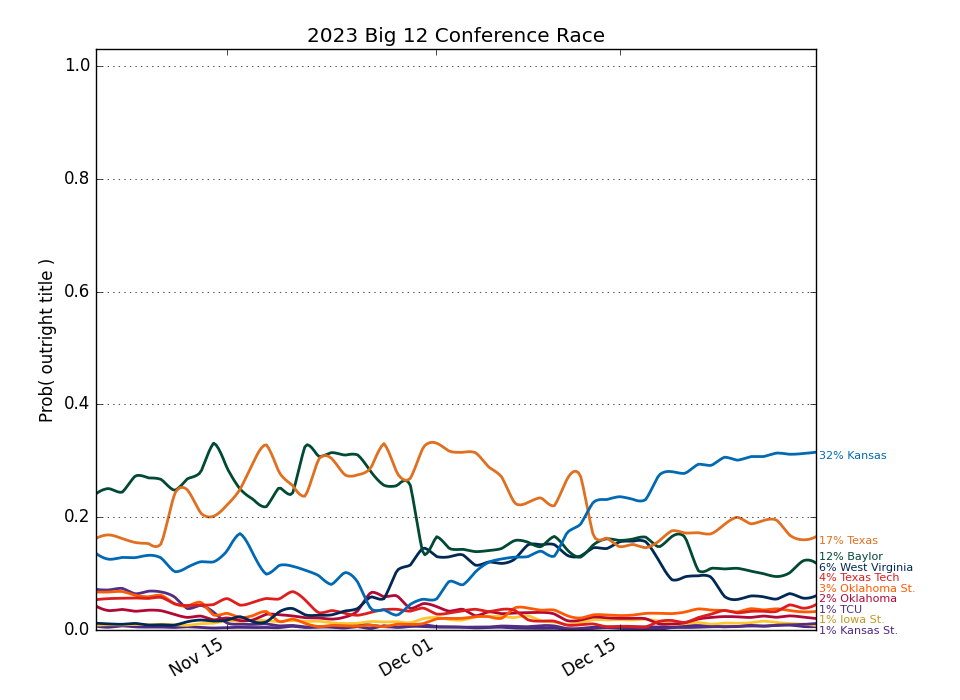 2023 Big 12 Conference Race
Prob( outright title )
1.0
0.8
0.6
0.4
0.2
0.0
Nov 15
Dec 01
Dec 15
32% Kansas
17% Texas
12% Baylor
6% West Virginia
4% Texas Tech
3% Oklahoma St.
2% Oklahoma
1% TCU
1% Iowa St.
1% Kansas St.